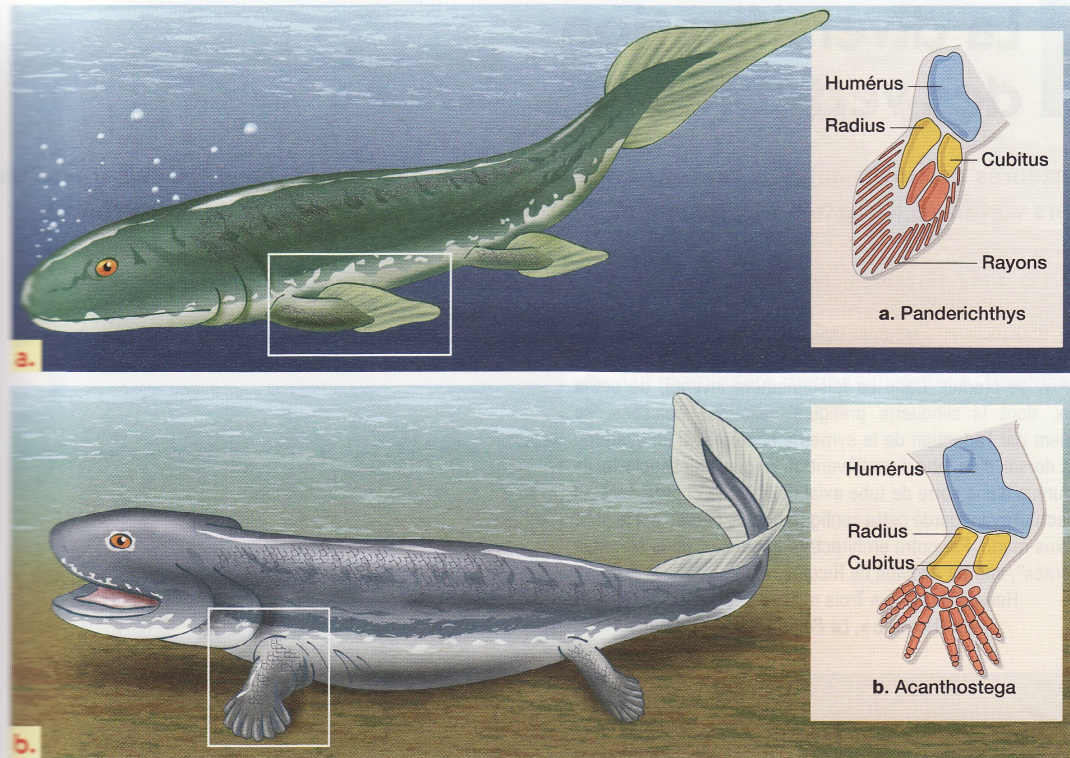 Humérus
Radius
Cubitus
Rayons
a. Panderichthys
a.
Humérus
Radius
Cubitus
b. Acanthostega
b.